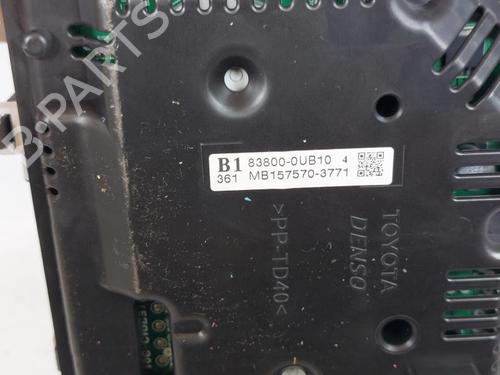 B-PARTS
B1 83800-0UB10 4
361 MB157570-3771
>PP-TD40<
TOYOTA
DENSO